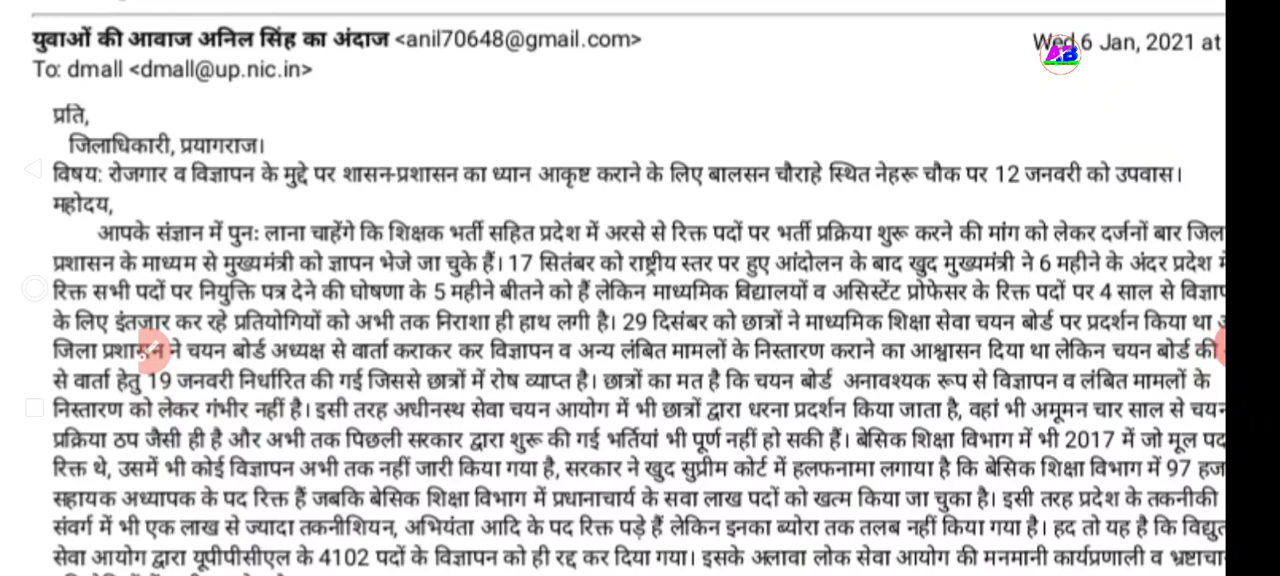 युवाओं की आवाज अनिल सिंह का अंदाज <anil70648@gmail.com> Wed 6 Jan, 2021 at
To: dmall <dmall@up.nic.in>
प्रति,
जिलाधिकारी, प्रयागराज।
विषय: रोजगार व विज्ञापन के मुद्दे पर शासन-प्रशासन का ध्यान आकृष्ट कराने के लिए बालसन चौराहे स्थित नेहरू चौक पर 12 जनवरी को उपवास।
महोदय,
आपके संज्ञान में पुन: लाना चाहेंगे कि शिक्षक भर्ती सहित प्रदेश में अरसे से रिक्त पदों पर भर्ती प्रक्रिया शुरू करने की मांग को लेकर दर्जनों बार जिल
प्रशासन के माध्यम से मुख्यमंत्री को ज्ञापन भेजे जा चुके हैं। 17 सितंबर को राष्ट्रीय स्तर पर हुए आंदोलन के बाद खुद मुख्यमंत्री ने 6 महीने के अंदर प्रदेश में
रिक्त सभी पदों पर नियुक्ति पत्र देने की घोषणा के 5 महीने बीतने को हैं लेकिन माध्यमिक विद्यालयों व असिस्टेंट प्रोफेसर के रिक्त पदों पर 4 साल से
के लिए इंतजार कर रहे प्रतियोगियों को अभी तक निराशा ही हाथ लगी है। 29 दिसंबर को छात्रों ने माध्यमिक शिक्षा सेवा चयन बोर्ड पर प्रदर्शन किया था
जिला प्रशासन ने चयन बोर्ड अध्यक्ष से वार्ता कराकर कर विज्ञापन व अन्य लंबित मामलों के निस्तारण कराने का आश्वासन दिया था लेकिन चयन बोर्ड की
से वार्ता हेतु 19 जनवरी निर्धारित की गई जिससे छात्रों में रोष व्याप्त है। छात्रों का मत है कि चयन बोर्ड अनावश्यक रूप से विज्ञापन व लंबित मामलों के
निस्तारण को लेकर गंभीर नहीं है। इसी तरह अधीनस्थ सेवा चयन आयोग में भी छात्रों द्वारा धरना प्रदर्शन किया जाता है, वहां भी अमूमन चार साल से चयन
प्रक्रिया ठप जैसी ही है और अभी तक पिछली सरकार द्वारा शुरू की गई भर्तियां भी पूर्ण नहीं हो सकी हैं। बेसिक शिक्षा विभाग में भी 2017 में जो मूल पद
रिक्त थे, उसमें भी कोई विज्ञापन अभी तक नहीं जारी किया गया है, सरकार ने खुद सुप्रीम कोर्ट में हलफनामा लगाया है कि बेसिक शिक्षा विभाग में 97 हज
सहायक अध्यापक के पद रिक्त हैं जबकि बेसिक शिक्षा विभाग में प्रधानाचार्य के सवा लाख पदों को खत्म किया जा चुका है। इसी तरह प्रदेश के तकनीकी
संवर्ग में भी एक लाख से ज्यादा तकनीशियन, अभियंता आदि के पद रिक्त पड़े हैं लेकिन इनका ब्योरा तक तलब नहीं किया गया है। हद तो यह है कि विद्युत
सेवा आयोग द्वारा यूपीपीसीएल के 4102 पदों के विज्ञापन को ही रद्द कर दिया गया। इसके अलावा लोक सेवा आयोग की मनमानी कार्यप्रणाली व भ्रष्टाचा